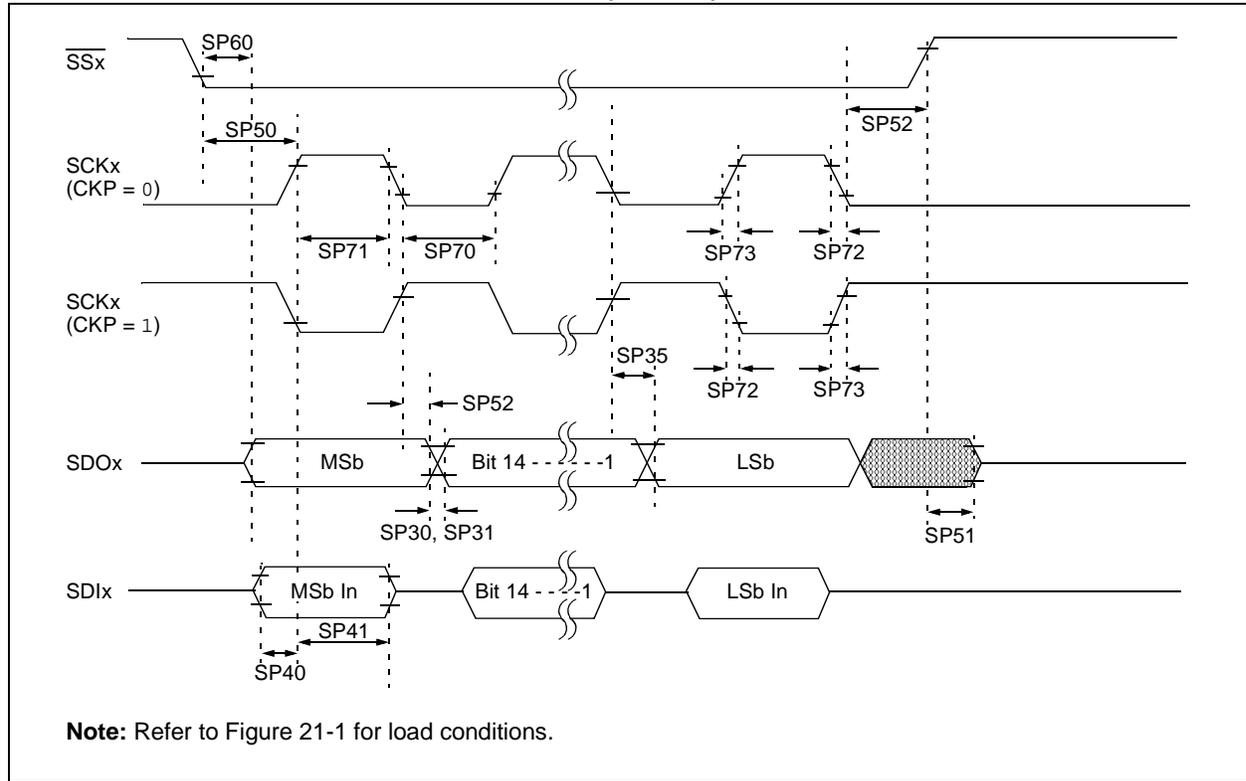 SP60
SSx
SP52
SP50
SCKx
(CKP = 0)
SP71
SP70
SP73
SP72
SCKx
(CKP = 1)
SP35
SP72
SP73
SP52
SDOx
MSb
Bit 14 - - - - - -1
LSb
SP30, SP31
SP51
SDIx
MSb In
Bit 14 - - - -1
LSb In
SP41
SP40
Note: Refer to Figure 21-1 for load conditions.